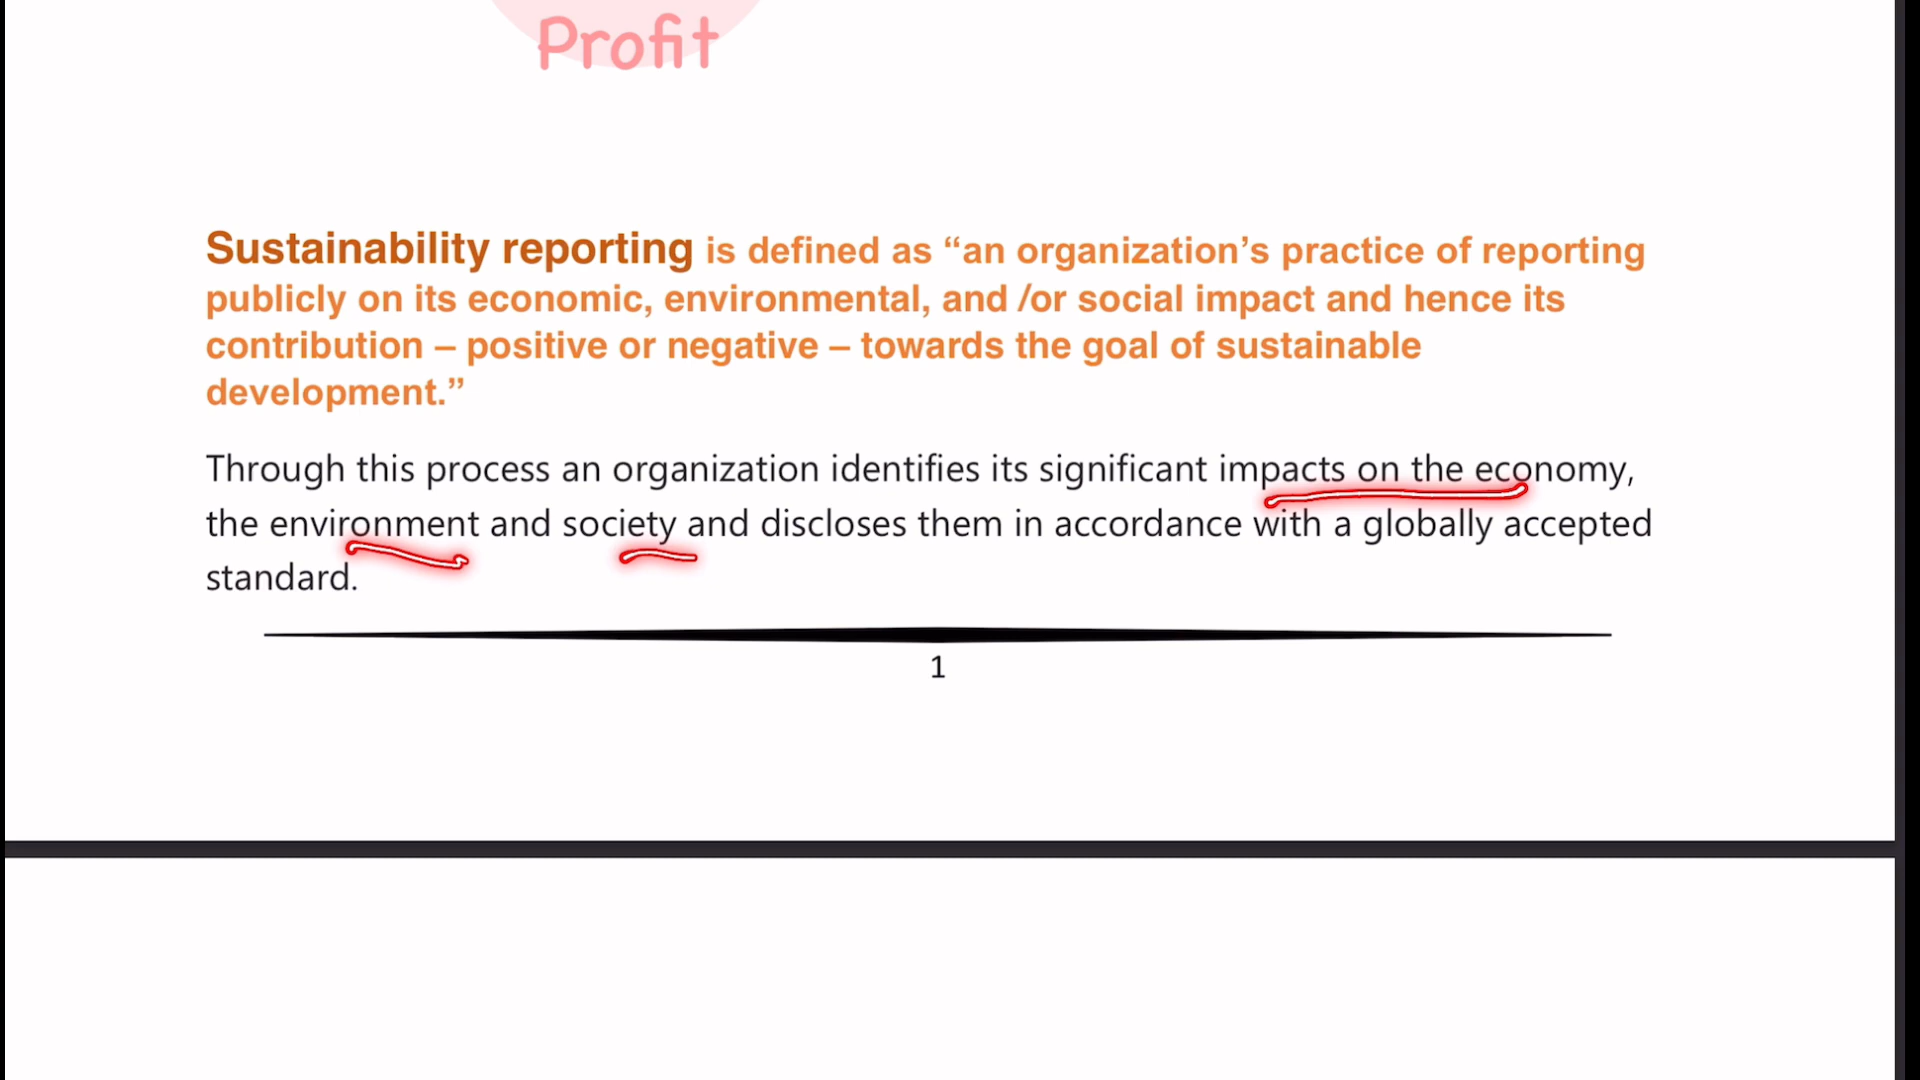 Profit
Sustainability reporting is defined as “an organization’s practice of reporting
publicly on its economic, environmental, and /or social impact and hence its
contribution – positive or negative – towards the goal of sustainable
development.”
Through this process an organization identifies its significant impacts on the economy,
the environment and society and discloses them in accordance with a globally accepted
standard.
1